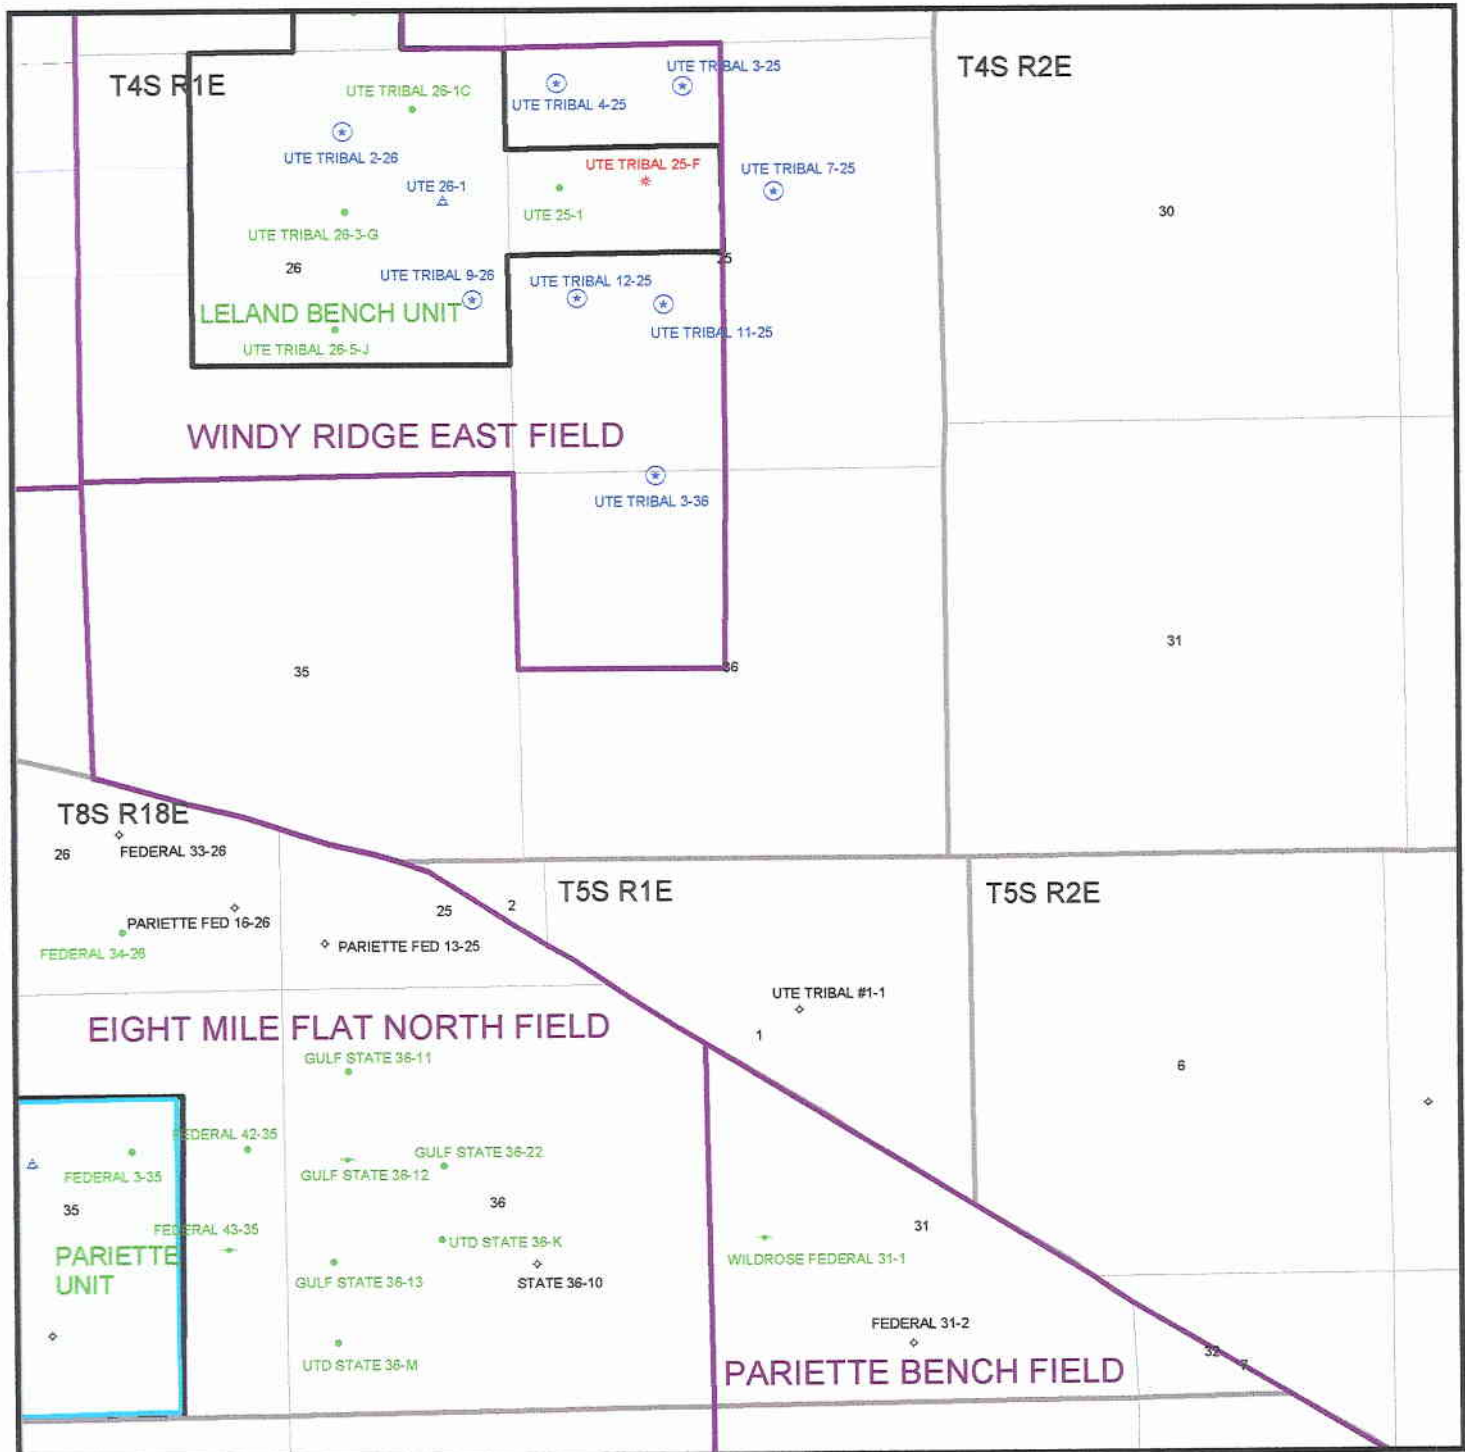 T4S R1E
T4S R2E
UTE TRIBAL 3-25
UTE TRIBAL 26-1C
UTE TRIBAL 4-25
UTE TRIBAL 2-26
UTE TRIBAL 25-F
UTE TRIBAL 7-25
UTE 26-1
UTE 25-1
30
UTE TRIBAL 26-3-G
25
26
UTE TRIBAL 9-26
UTE TRIBAL 12-25
LELAND BENCH UNIT
UTE TRIBAL 11-25
UTE TRIBAL 26-5-J
WINDY RIDGE EAST FIELD
UTE TRIBAL 3-36
31
35
36
T8S R18E
26
FEDERAL 33-26
T5S R1E
T5S R2E
25
2
PARIETTE FED 16-26
PARIETTE FED 13-25
FEDERAL 34-26
UTE TRIBAL #1-1
EIGHT MILE FLAT NORTH FIELD
1
GULF STATE 36-11
6
FEDERAL 42-35
GULF STATE 36-22
FEDERAL 3-35
GULF STATE 36-12
35
36
FEDERAL 43-35
31
UTD STATE 36-K
PARIETTE
UNIT
WILDROSE FEDERAL 31-1
GULF STATE 36-13
STATE 36-10
FEDERAL 31-2
32
7
UTD STATE 36-M
PARIETTE BENCH FIELD